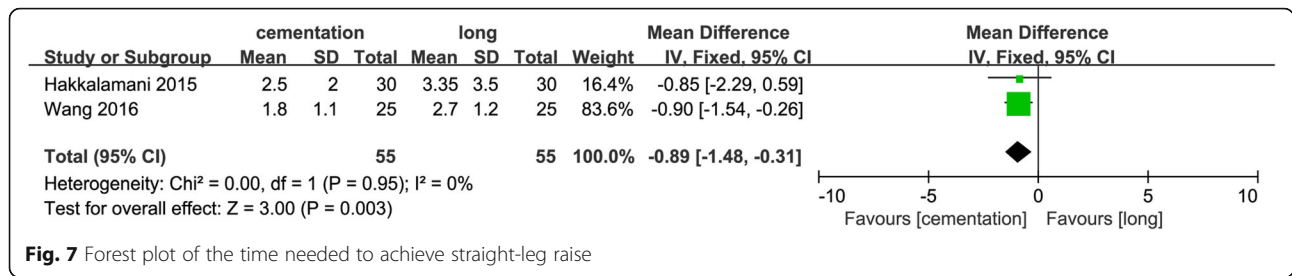 cementation long Mean Difference Mean Difference
Study or Subgroup Mean SD Total Mean SD Total Weight IV, Fixed, 95% CI IV, Fixed, 95% CI
Hakkalamani 2015 2.5 2 30 3.35 3.5 30 16.4% -0.85 [-2.29, 0.59]
Wang 2016 1.8 1.1 25 2.7 1.2 25 83.6% -0.90 [-1.54, -0.26]
Total (95% CI) 55 55 100.0% -0.89 [-1.48, -0.31]
Heterogeneity: Chi² = 0.00, df = 1 (P = 0.95); I² = 0%
Test for overall effect: Z = 3.00 (P = 0.003)
-10 -5 0 5 10
Favours [cementation] Favours [long]
Fig. 7 Forest plot of the time needed to achieve straight-leg raise